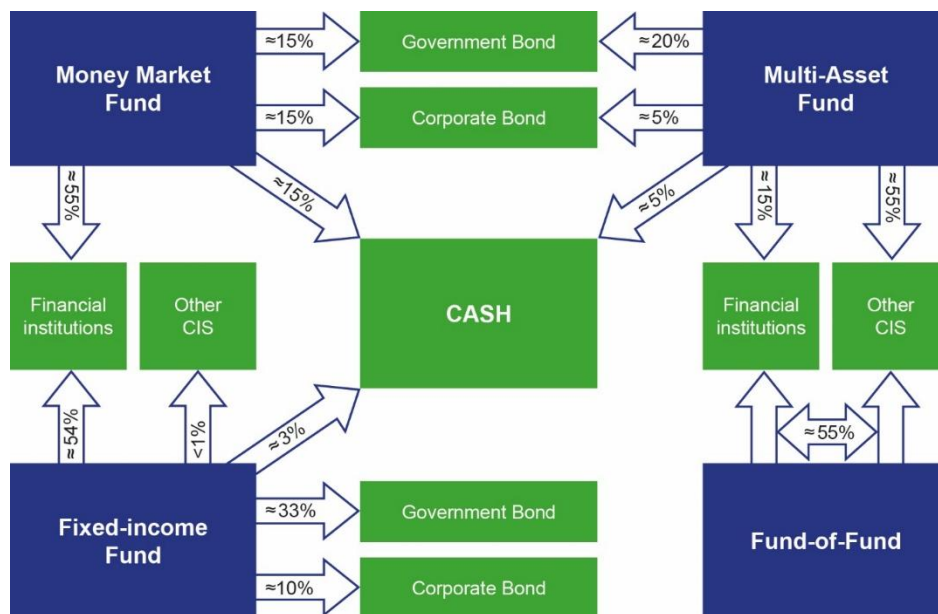 Money Market
Fund
≈15%
Government Bond
≈20%
Multi-Asset
Fund
≈15%
Corporate Bond
≈5%
≈55%
≈15%
≈5%
≈15%
≈55%
Financial
institutions
Other
CIS
CASH
Financial
institutions
Other
CIS
≈54%
<1%
≈3%
≈55%
Fixed-income
Fund
≈33%
Government Bond
Fund-of-Fund
≈10%
Corporate Bond